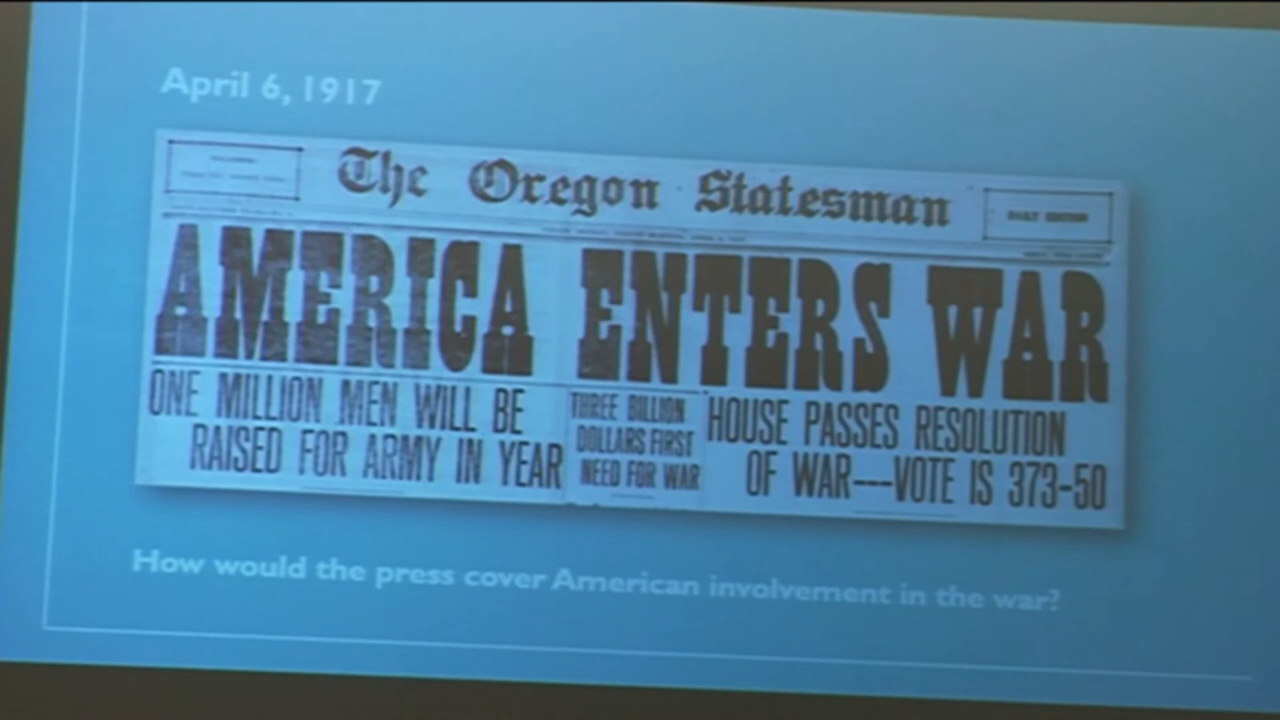 April 6, 1917
The Oregon Statesman
DAILY EDITION
AMERICA ENTERS WAR
ONE MILLION MEN WILL BE
RAISED FOR ARMY IN YEAR
THREE BILLION
DOLLARS FIRST
NEED FOR WAR
HOUSE PASSES RESOLUTION
OF WAR---VOTE IS 373-50
How would the press cover American involvement in the war?